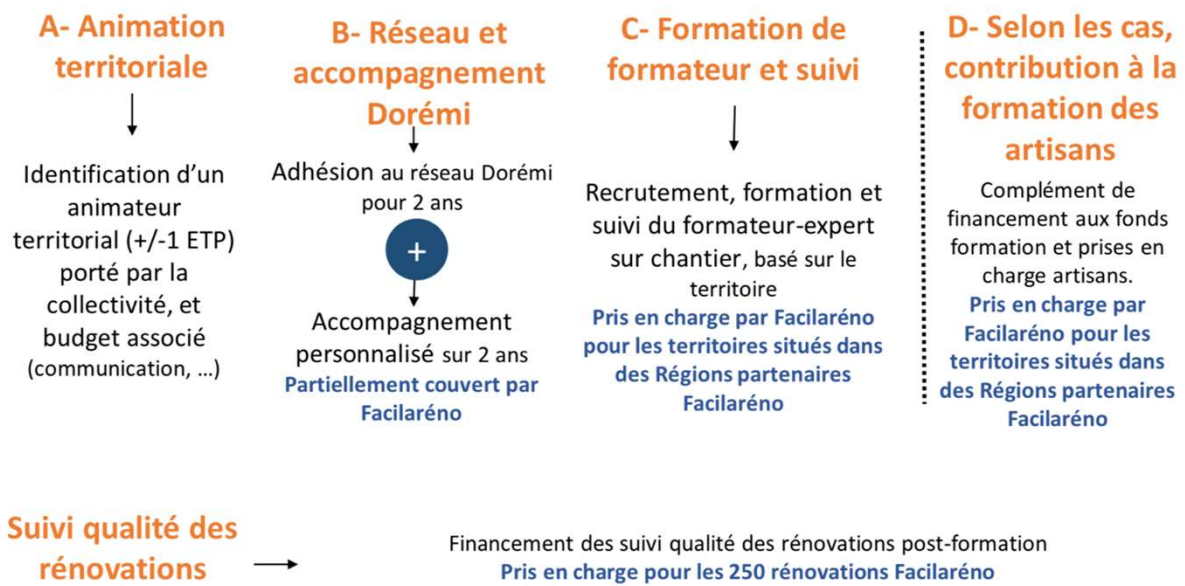 A- Animation
territoriale
Identification d’un
animateur
territorial (+/-1 ETP)
porté par la
collectivité, et
budget associé
(communication, …)
B- Réseau et
accompagnement
Dorémi
Adhésion au réseau Dorémi
pour 2 ans
+
Accompagnement
personnalisé sur 2 ans
Partiellement couvert par
Facilaréno
C- Formation de
formateur et suivi
Recrutement, formation et
suivi du formateur-expert
sur chantier, basé sur le
territoire
Pris en charge par Facilaréno
pour les territoires situés dans
des Régions partenaires
Facilaréno
D- Selon les cas,
contribution à la
formation des
artisans
Complément de
financement aux fonds
formation et prises en
charge artisans.
Pris en charge par
Facilaréno pour les
territoires situés dans
des Régions partenaires
Facilaréno
Suivi qualité des
rénovations
Financement des suivi qualité des rénovations post-formation
Pris en charge pour les 250 rénovations Facilaréno